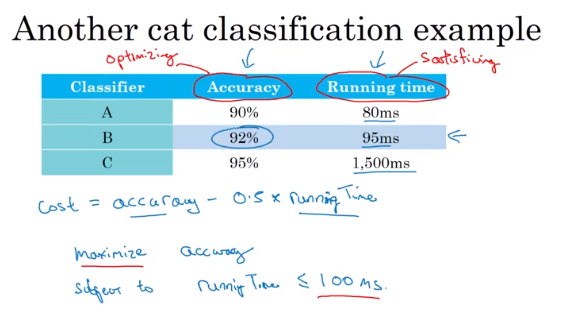 Another cat classification example
optimizing
Satisficing
Classifier Accuracy Running time
A 90% 80ms
B 92% 95ms
C 95% 1,500ms
cost = accuracy - 0.5 x runningTime
maximize accuracy
subject to runningTime ≤ 100 ms.